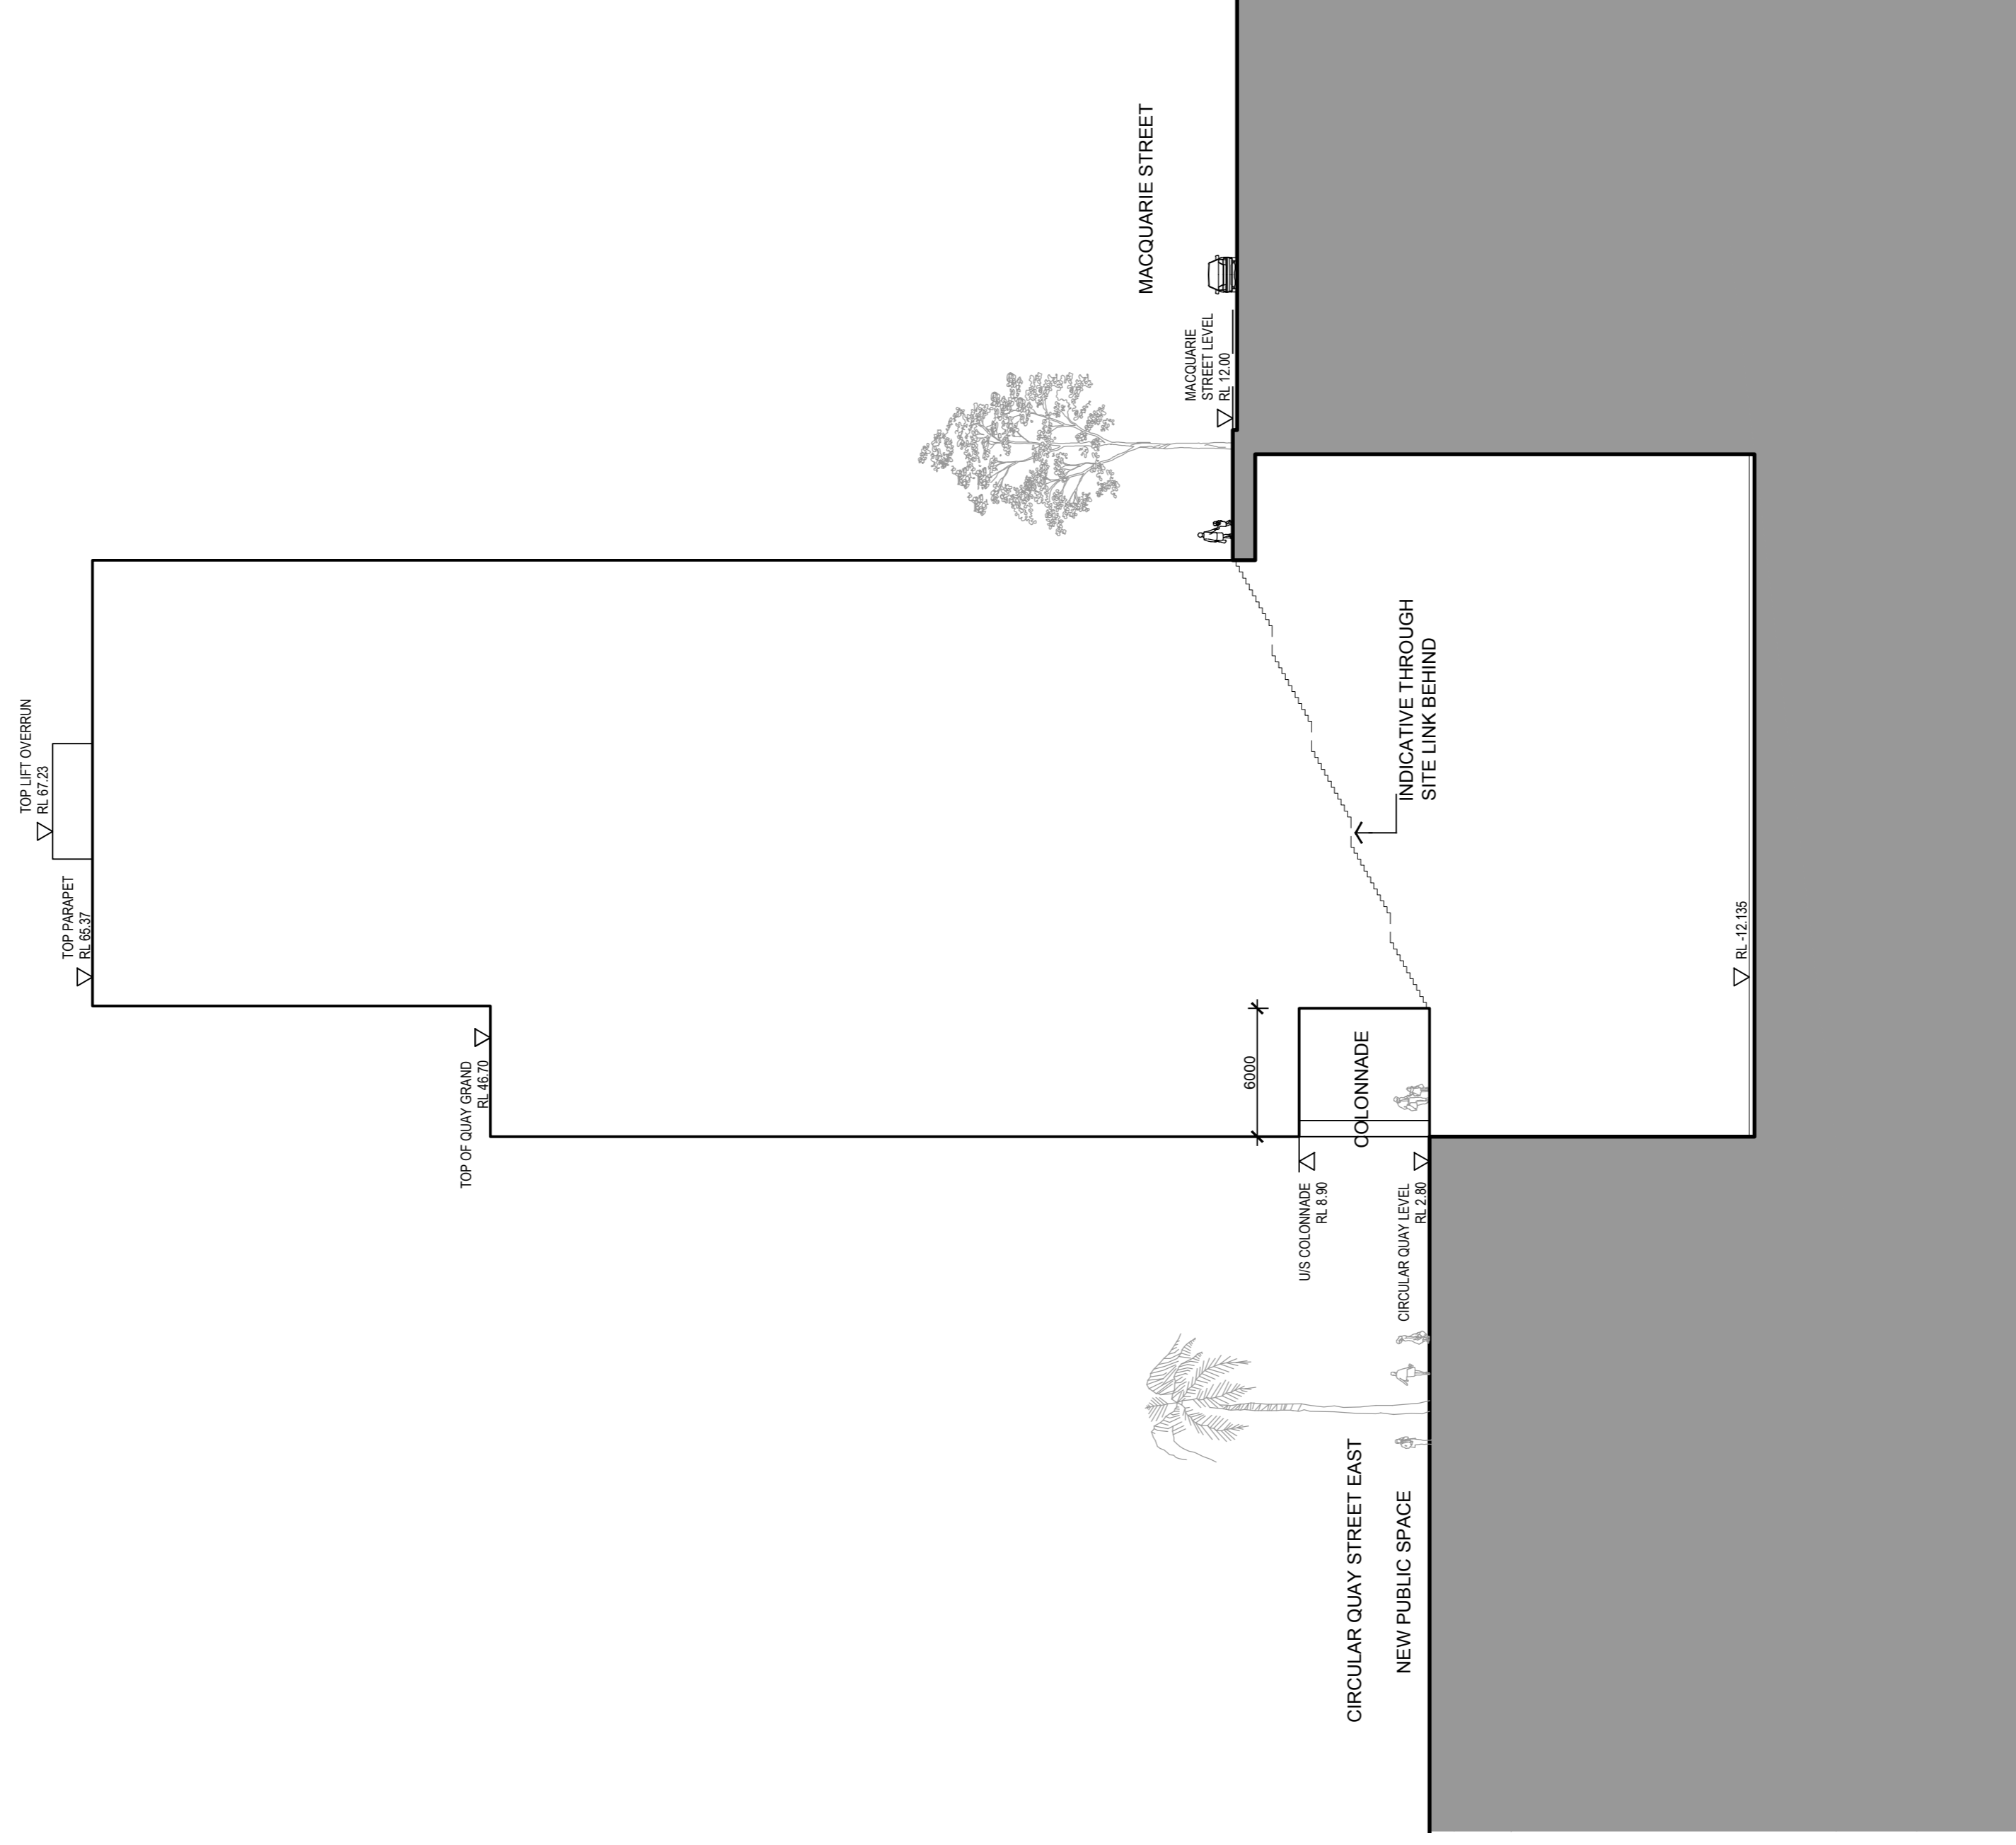 TOP LIFT OVERRUN
RL 67.23
TOP PARAPET
RL 65.37
TOP OF QUAY GRAND
RL 46.70
MACQUARIE STREET
MACQUARIE
STREET LEVEL
RL 12.00
6000
U/S COLONNADE
RL 8.90
COLONNADE
CIRCULAR QUAY LEVEL
RL 2.80
CIRCULAR QUAY STREET EAST
NEW PUBLIC SPACE
INDICATIVE THROUGH
SITE LINK BEHIND
RL -12.135